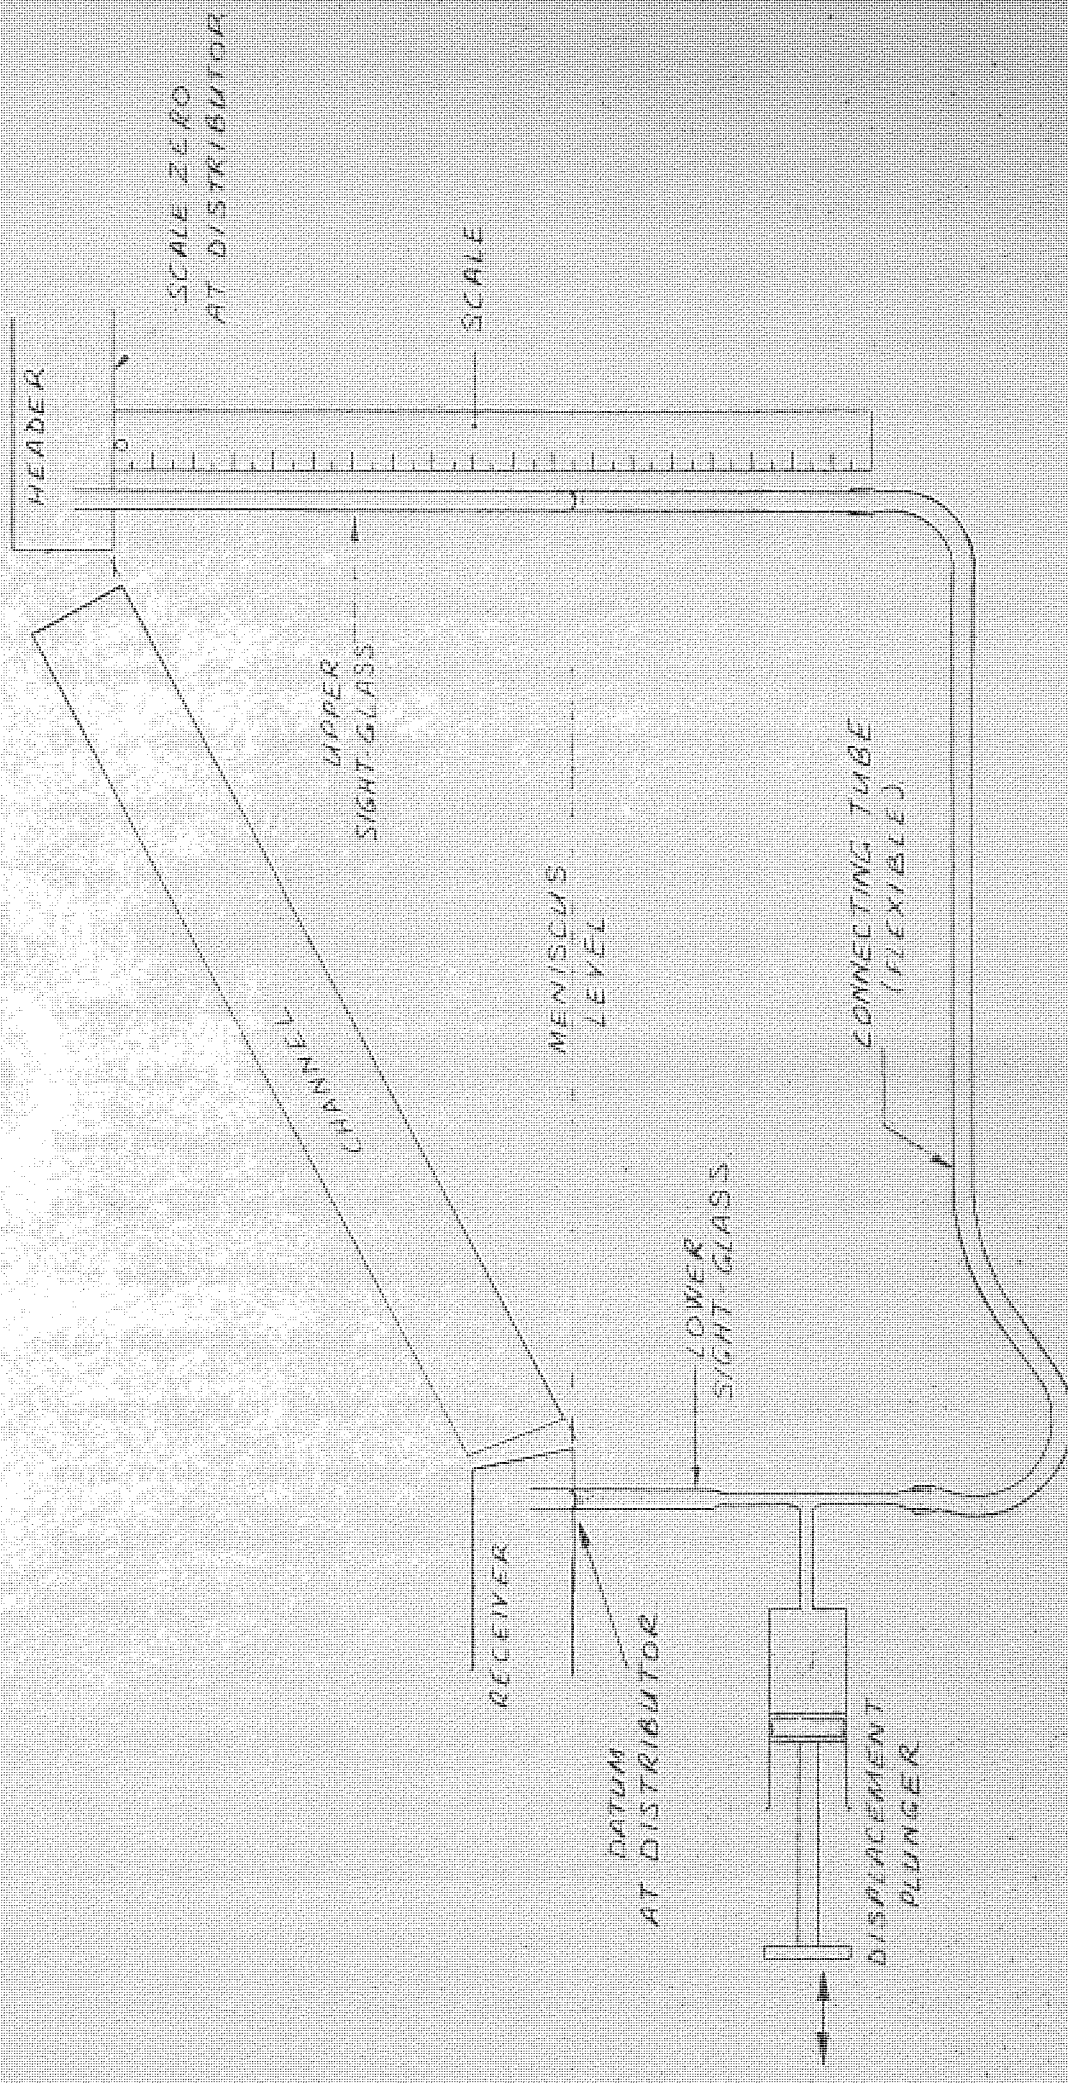 HEADER
SCALE ZERO
AT DISTRIBUTOR
SCALE
UPPER
SIGHT-GLASS
CHANNEL
MENISCUS
LEVEL
CONNECTING TUBE
(FLEXIBLE)
LOWER
SIGHT-GLASS
RECEIVER
DATUM
AT DISTRIBUTOR
DISPLACEMENT
PLUNGER
0